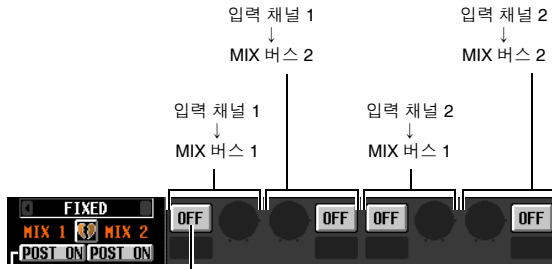 입력 채널 1
↓
MIX 버스 2
입력 채널 2
↓
MIX 버스 2
입력 채널 1
↓
MIX 버스 1
입력 채널 2
↓
MIX 버스 1
FIXED
MIX 1 MIX 2
POST ON POST ON
OFF OFF OFF OFF